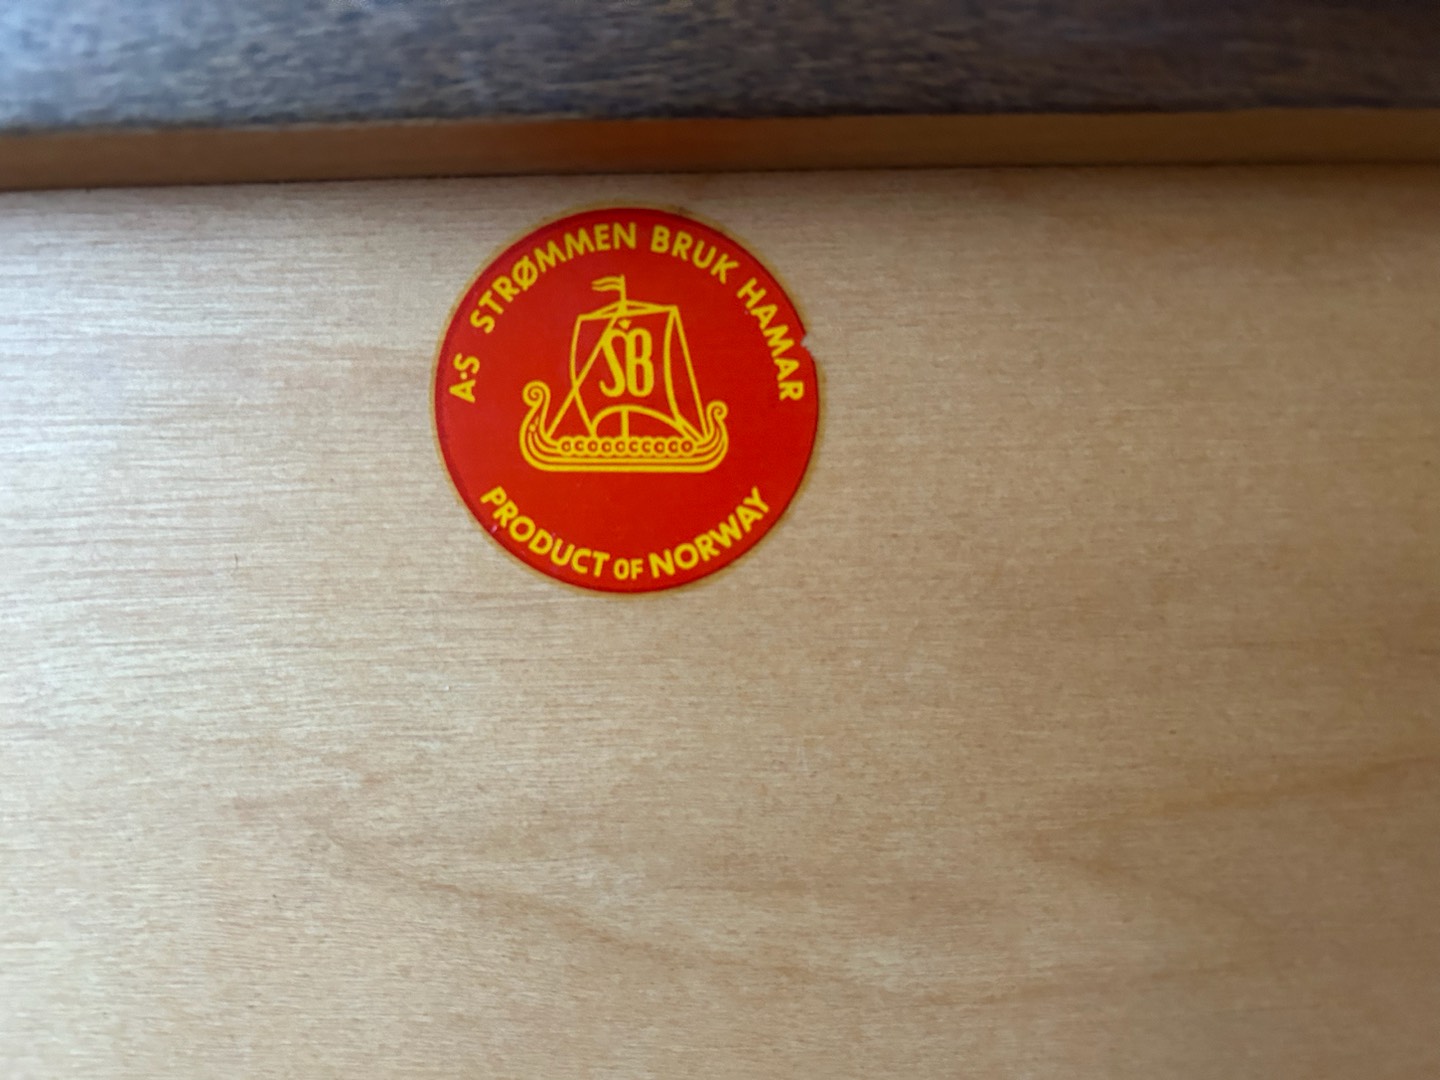 A·S STRØMMEN BRUK HAMAR
SB
PRODUCT OF NORWAY